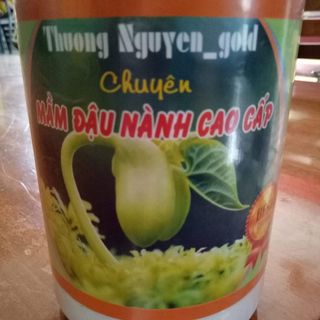 Thuong Nguyen_gold
Chuyên
MẦM ĐẬU NÀNH CAO CẤP